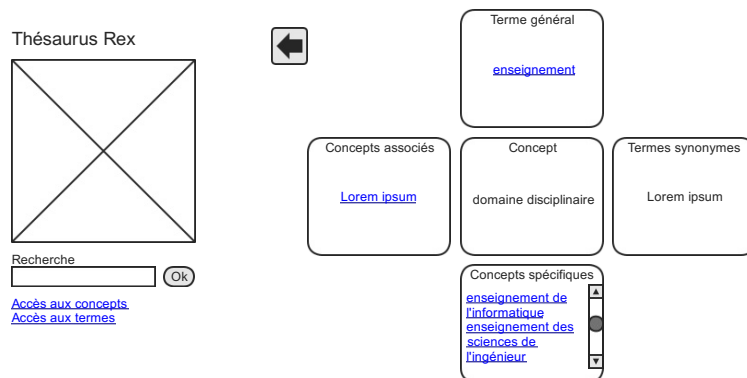 Thésaurus Rex
Recherche
Ok
Accès aux concepts
Accès aux termes
Terme général
enseignement
Concepts associés
Lorem ipsum
Concept
domaine disciplinaire
Termes synonymes
Lorem ipsum
Concepts spécifiques
enseignement de
l'informatique
enseignement des
sciences de
l'ingénieur